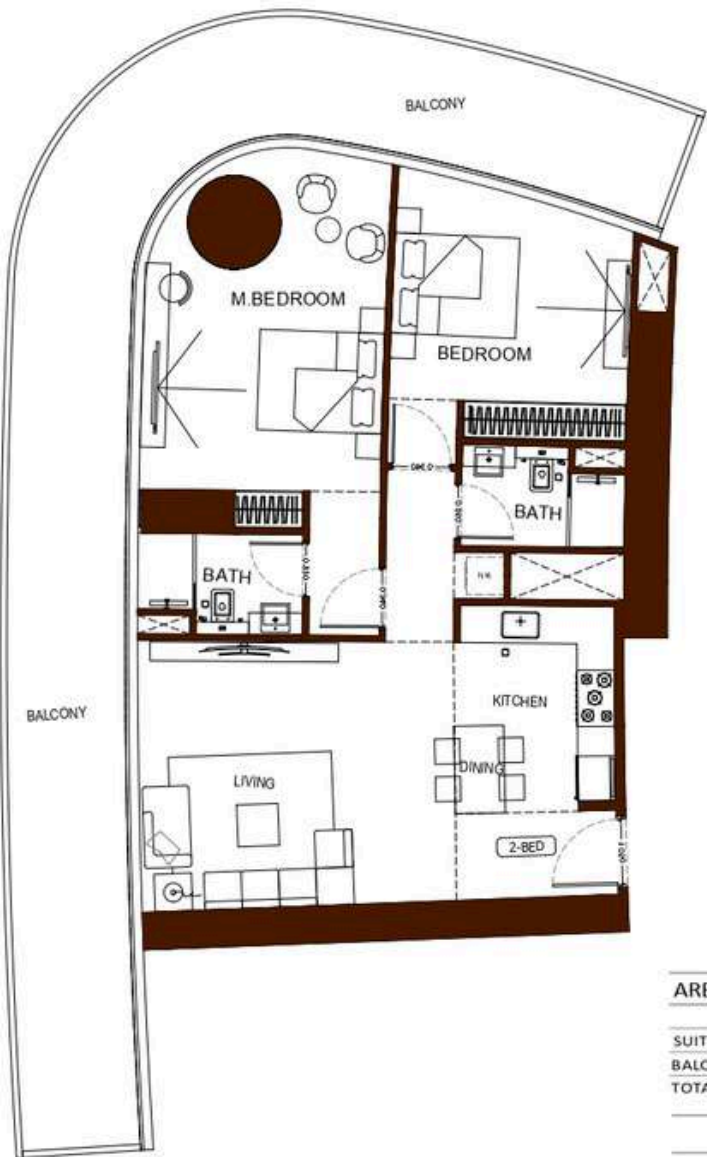 BALCONY
M.BEDROOM
BEDROOM
BATH
BATH
KITCHEN
BALCONY
DINING
LIVING
2-BED
ARE
SUIT
BALC
TOTA